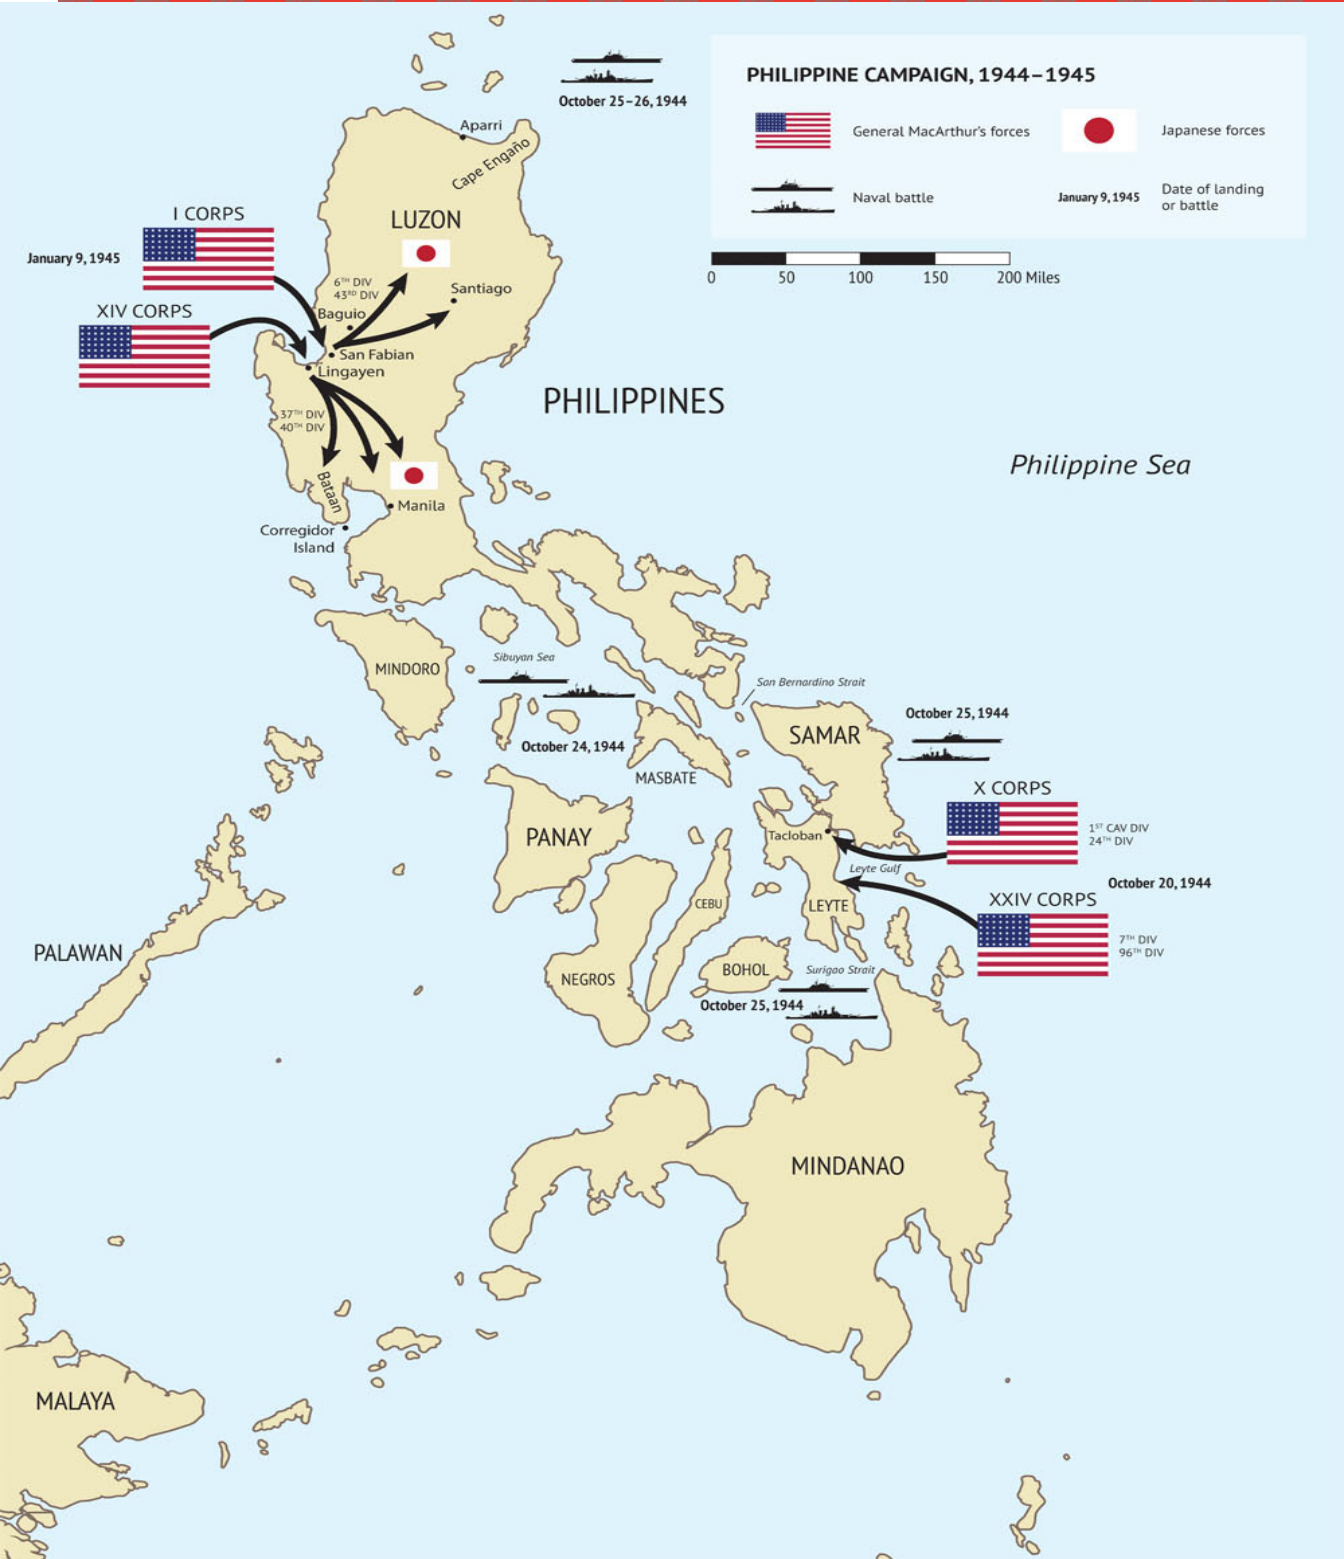 October 25–26, 1944
PHILIPPINE CAMPAIGN, 1944–1945
General MacArthur's forces
Japanese forces
Naval battle
January 9, 1945
Date of landing
or battle
0 50 100 150 200 Miles
Aparri
Cape Engaño
LUZON
I CORPS
January 9, 1945
XIV CORPS
6TH DIV
43RD DIV
Santiago
Baguio
San Fabian
Lingayen
PHILIPPINES
37TH DIV
40TH DIV
Philippine Sea
Bataan
Manila
Corregidor
Island
MINDORO
Sibuyan Sea
San Bernardino Strait
October 24, 1944
MASBATE
SAMAR
October 25, 1944
X CORPS
1ST CAV DIV
24TH DIV
PANAY
Tacloban
Leyte Gulf
October 20, 1944
XXIV CORPS
7TH DIV
96TH DIV
CEBU
LEYTE
PALAWAN
NEGROS
BOHOL
Surigao Strait
October 25, 1944
MINDANAO
MALAYA